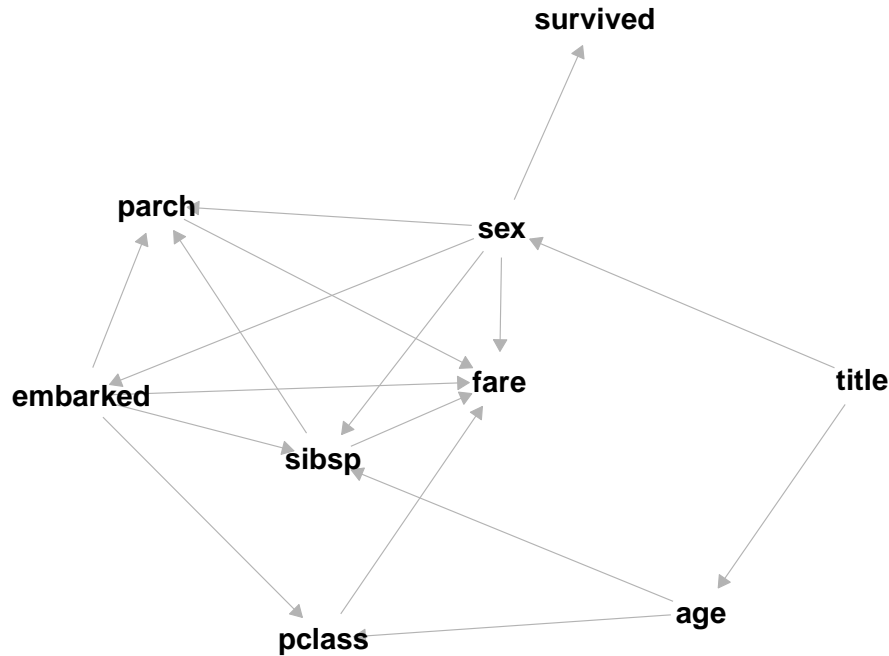 survived
parch
sex
embarked
fare
title
sibsp
age
pclass